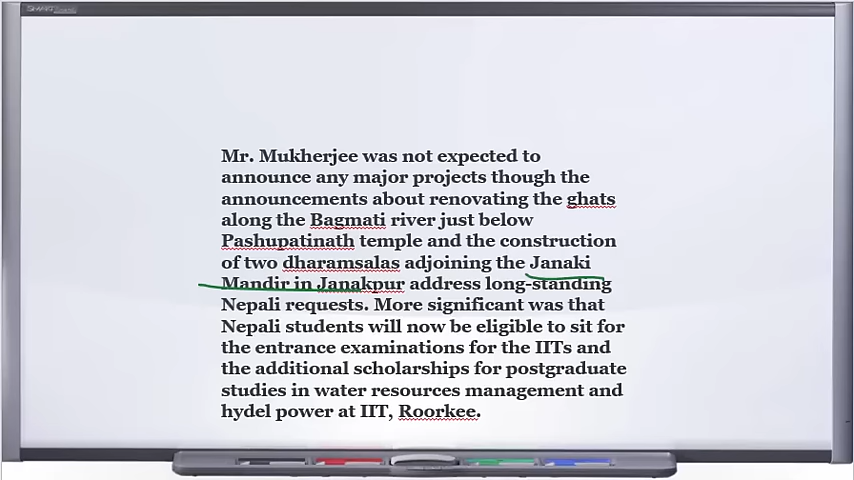 Mr. Mukherjee was not expected to
announce any major projects though the
announcements about renovating the ghats
along the Bagmati river just below
Pashupatinath temple and the construction
of two dharamsalas adjoining the Janaki
Mandir in Janakpur address long-standing
Nepali requests. More significant was that
Nepali students will now be eligible to sit for
the entrance examinations for the IITs and
the additional scholarships for postgraduate
studies in water resources management and
hydel power at IIT, Roorkee.